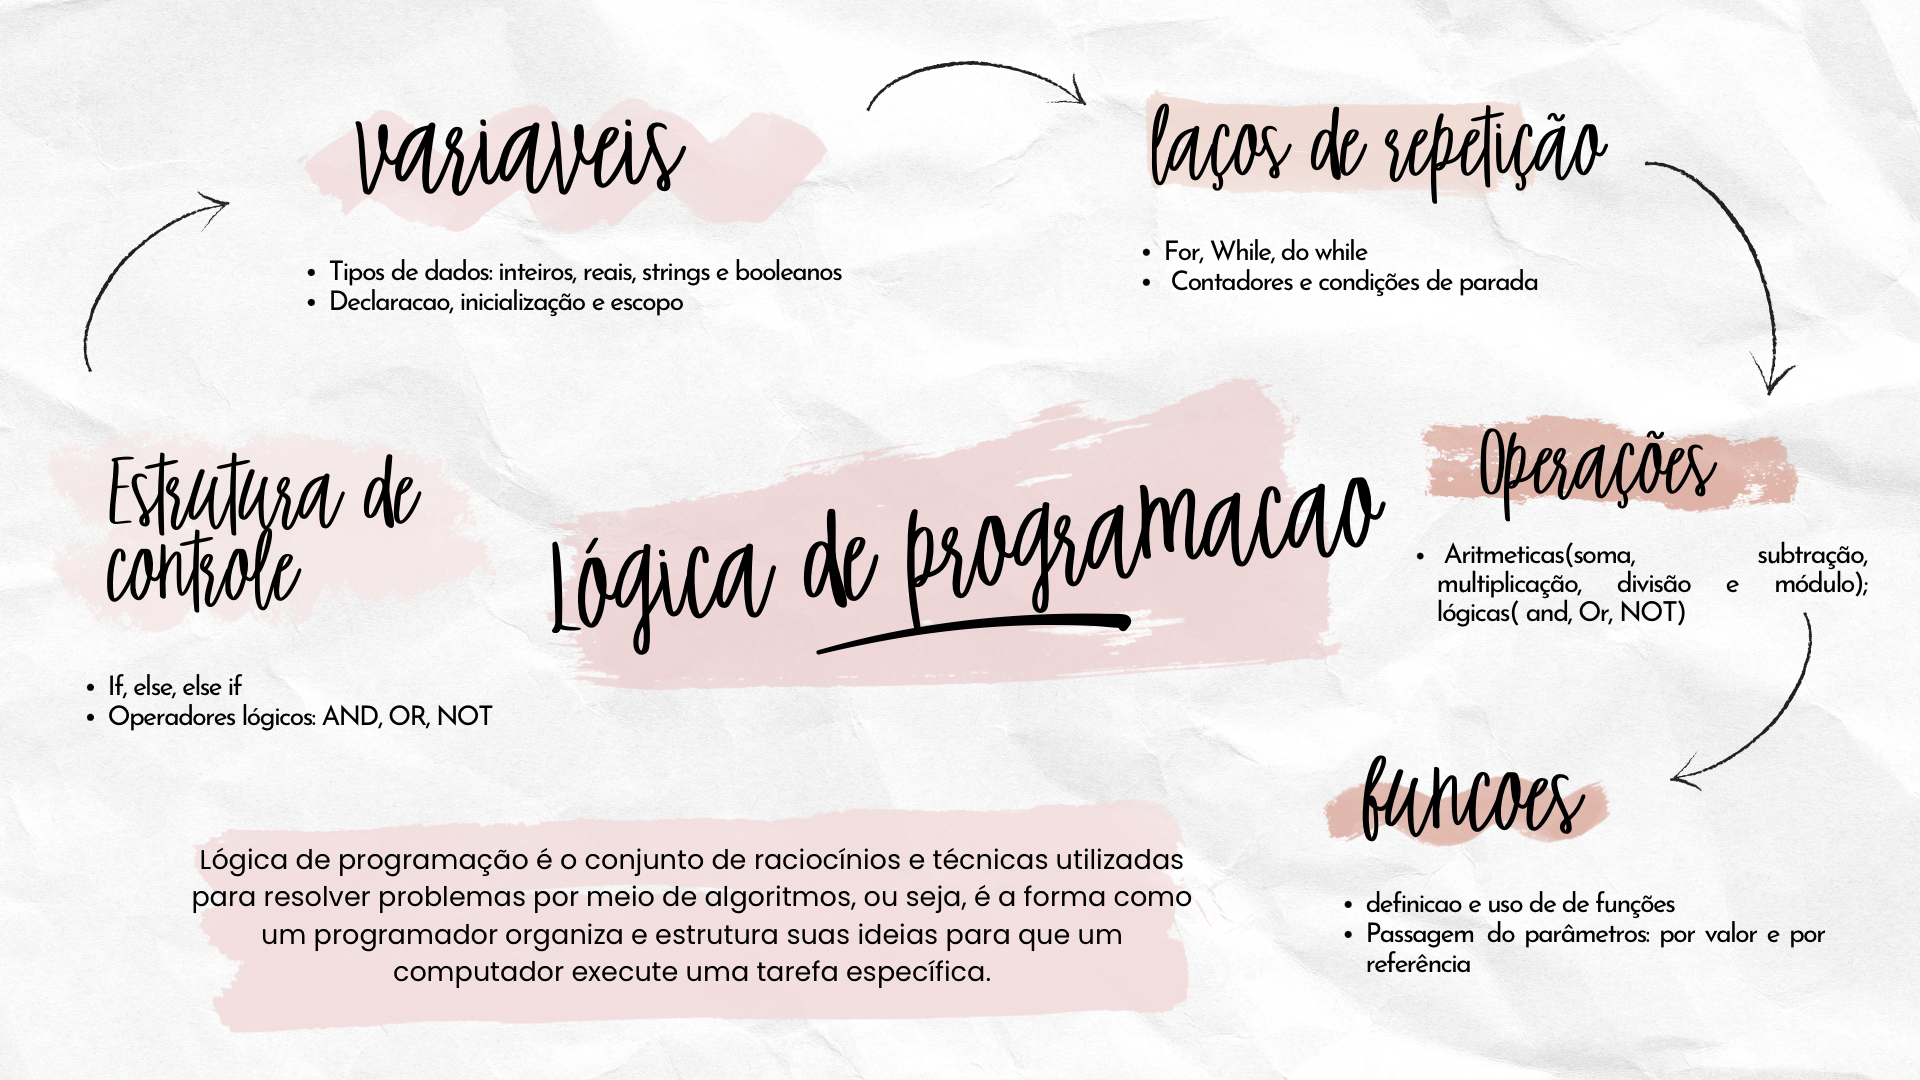 variaveis
• Tipos de dados: inteiros, reais, strings e booleanos
• Declaracao, inicialização e escopo
laços de repetição
• For, While, do while
• Contadores e condições de parada
Estrutura de
controle
• If, else, else if
• Operadores lógicos: AND, OR, NOT
Lógica de programacao
Operações
• Aritmeticas(soma, subtração,
multiplicação, divisão e módulo);
lógicas( and, Or, NOT)
funcoes
• definicao e uso de de funções
• Passagem do parâmetros: por valor e por
referência
Lógica de programação é o conjunto de raciocínios e técnicas utilizadas
para resolver problemas por meio de algoritmos, ou seja, é a forma como
um programador organiza e estrutura suas ideias para que um
computador execute uma tarefa específica.